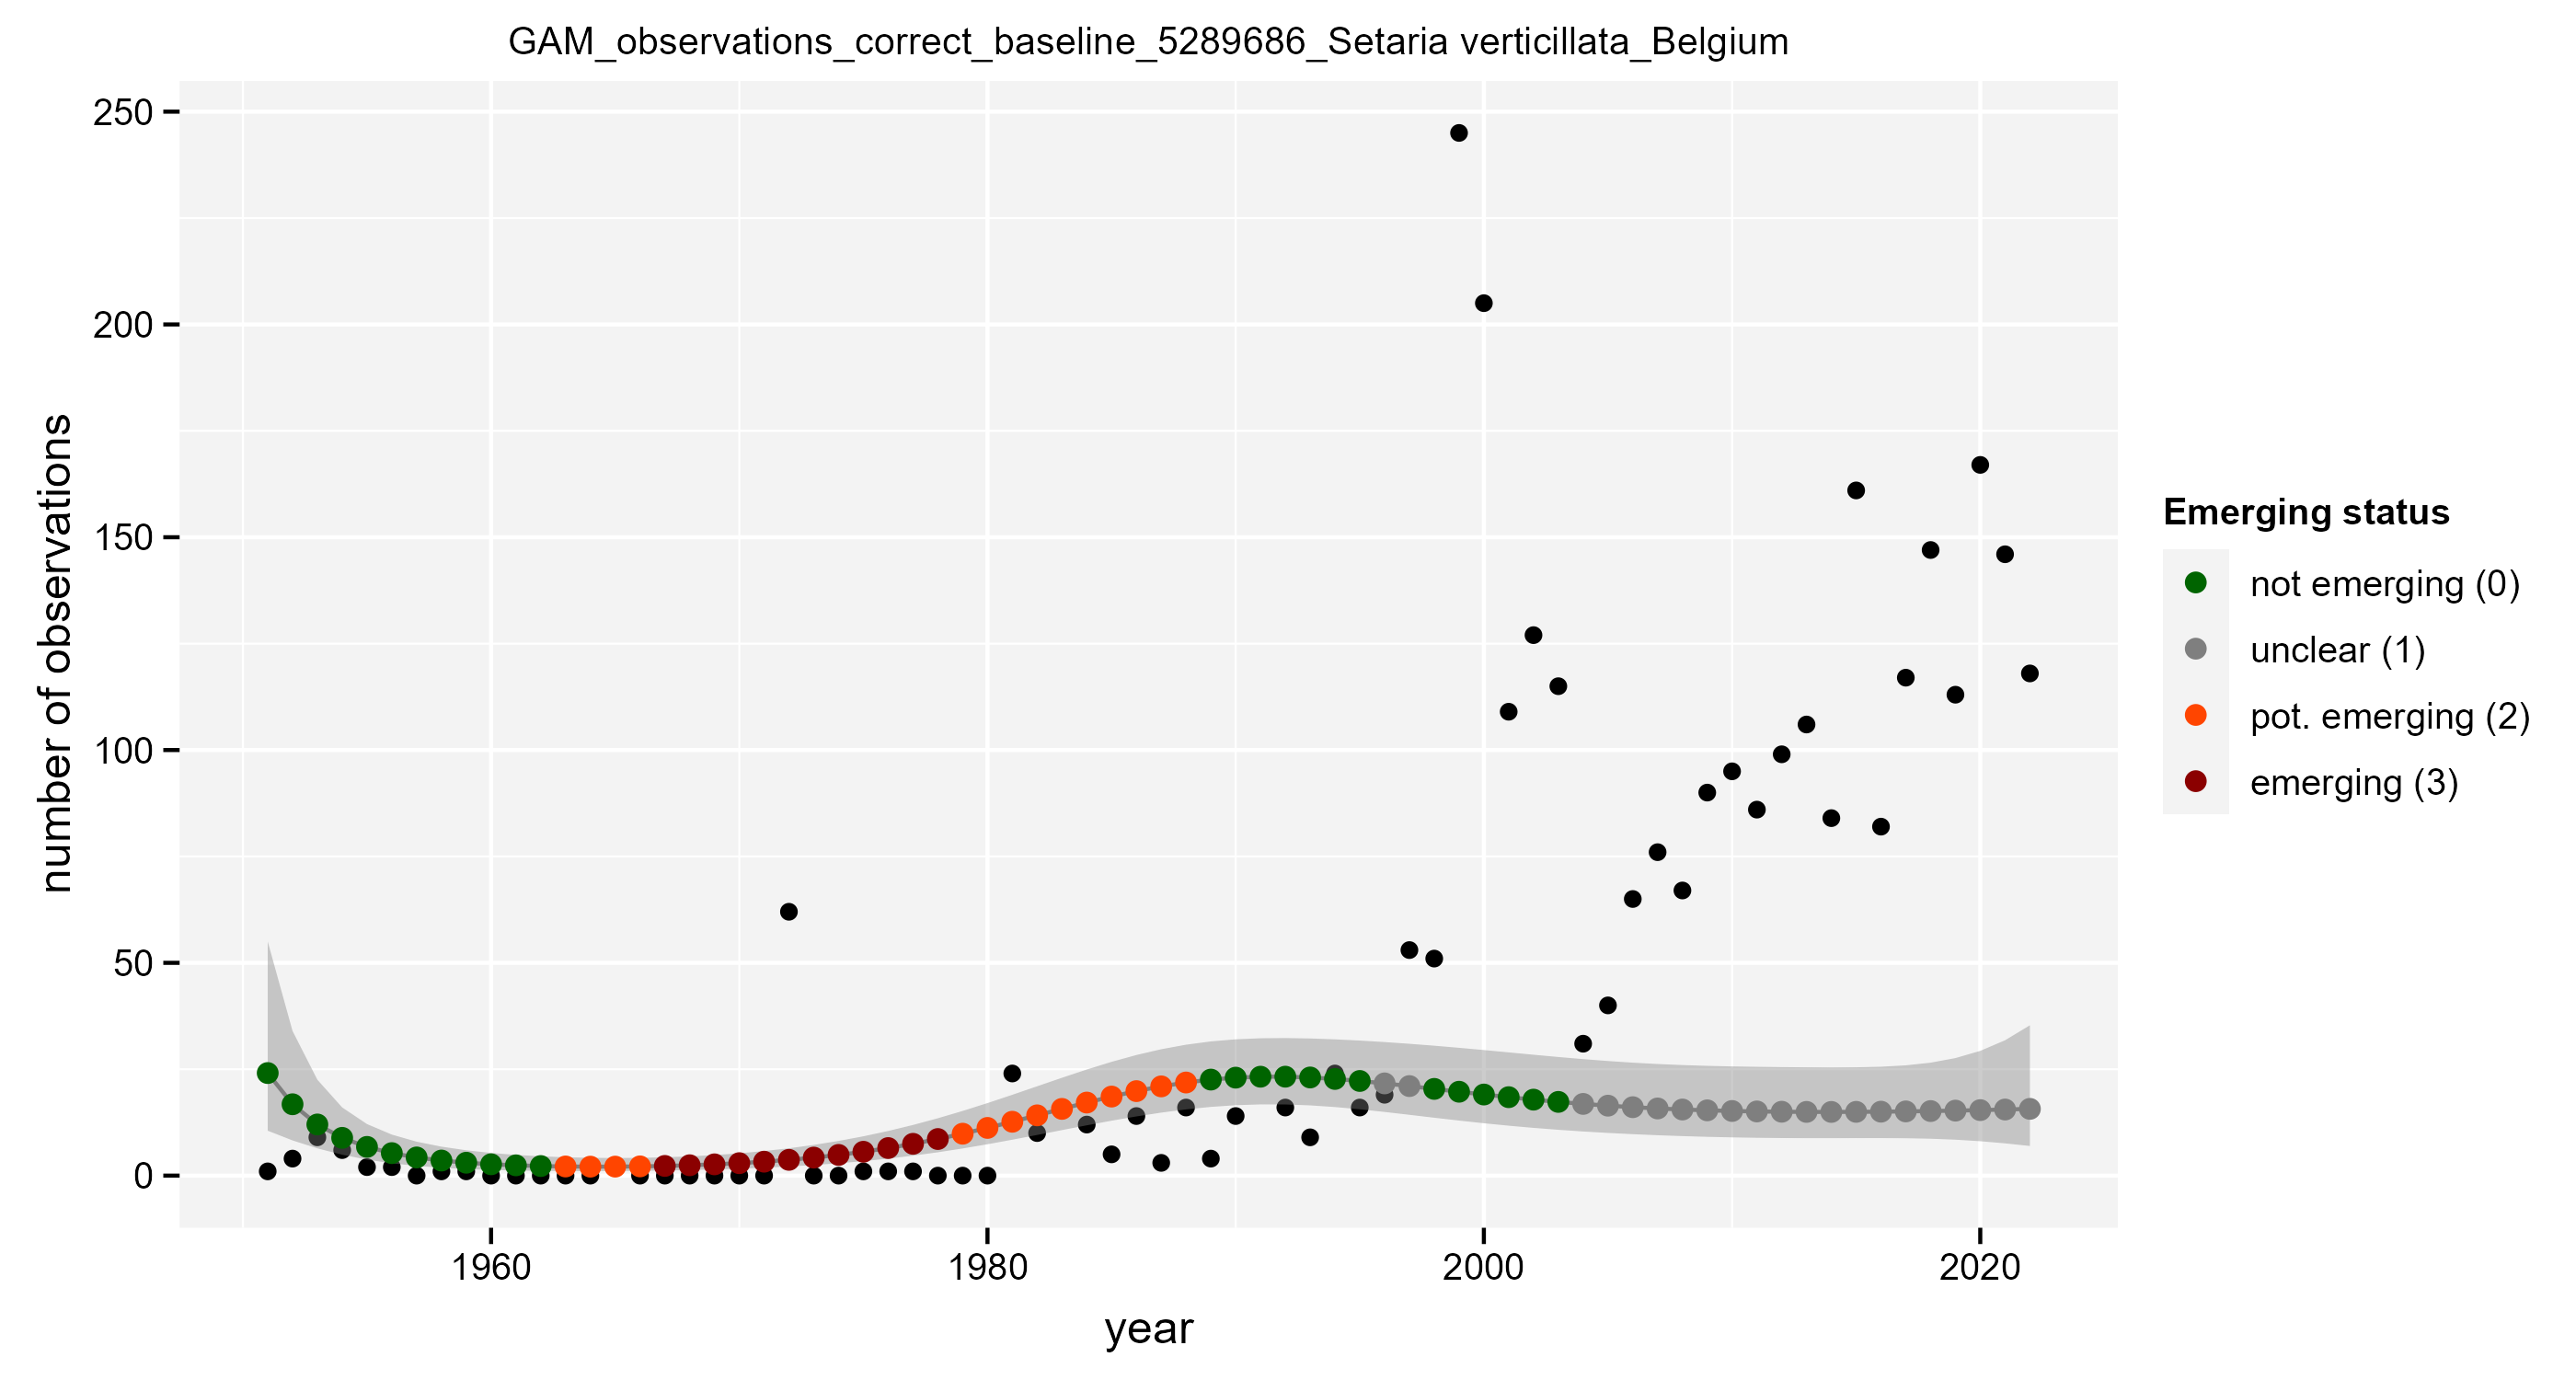 GAM_observations_correct_baseline_5289686_Setaria verticillata_Belgium
250
200
150
100
50
0
number of observations
1960
1980
2000
2020
year
Emerging status
not emerging (0)
unclear (1)
pot. emerging (2)
emerging (3)